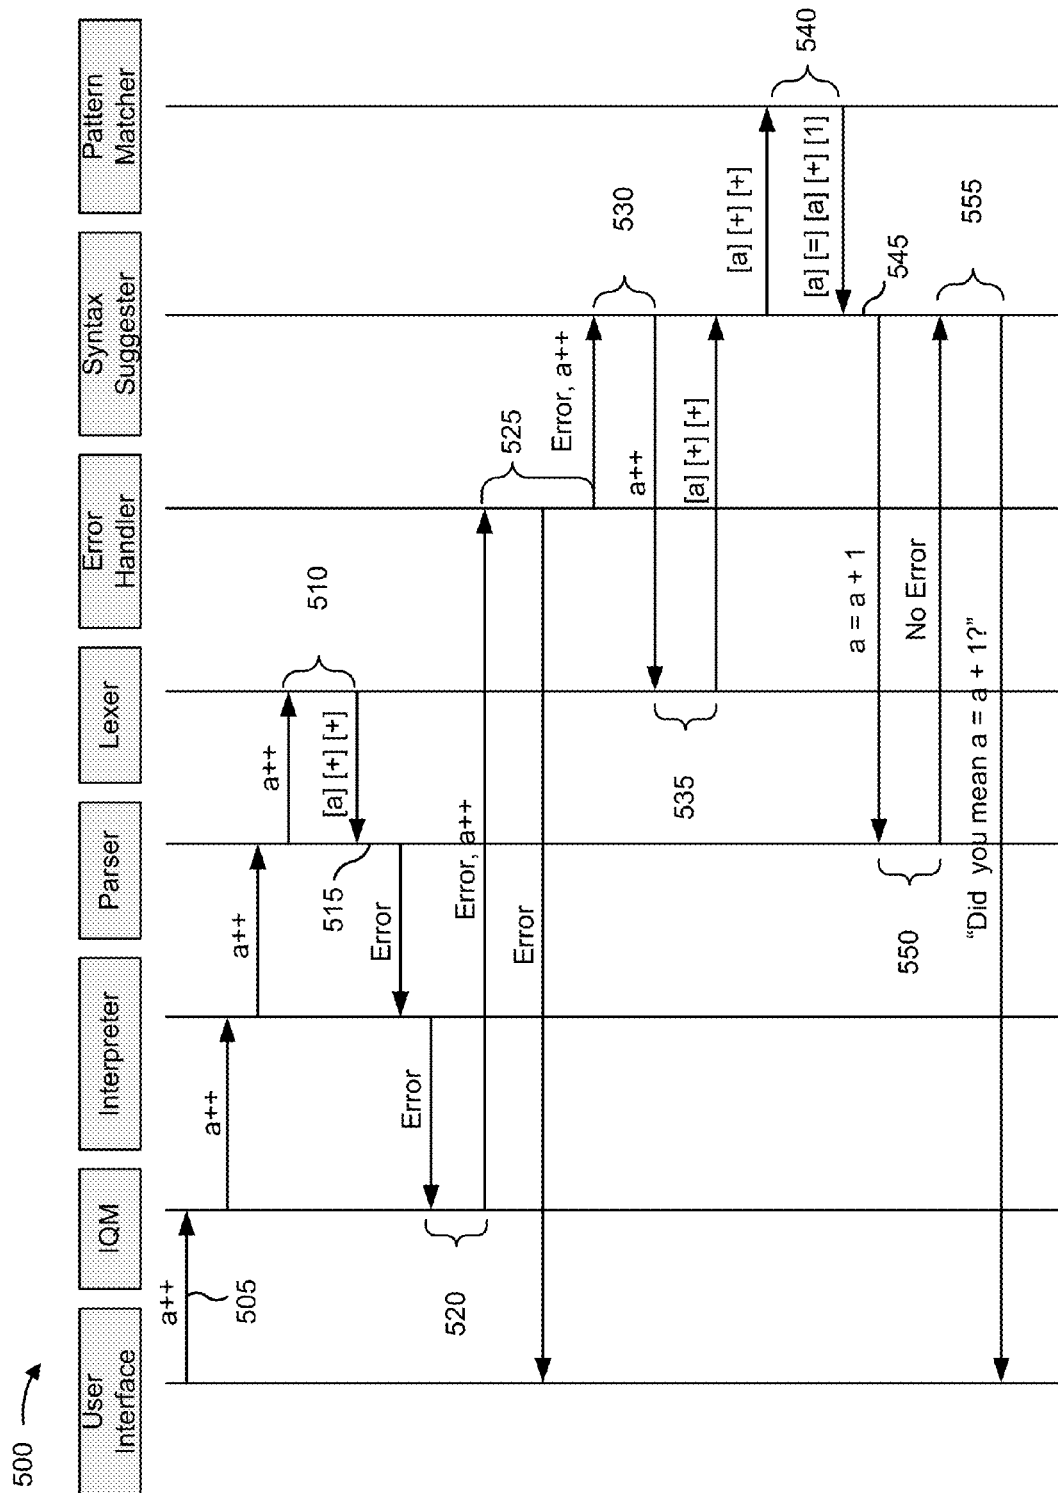 500
User
Interface
IQM
Interpreter
Parser
Lexer
Error
Handler
Syntax
Suggester
Pattern
Matcher
a++
505
a++
a++
a++
510
[a] [+] [+]
515
Error
Error
520
Error, a++
525
Error
Error, a++
530
a++
535
[a] [+] [+]
[a] [+] [+]
540
[a] [=] [a] [+] [1]
545
a = a + 1
550
No Error
555
“Did you mean a = a + 1?”